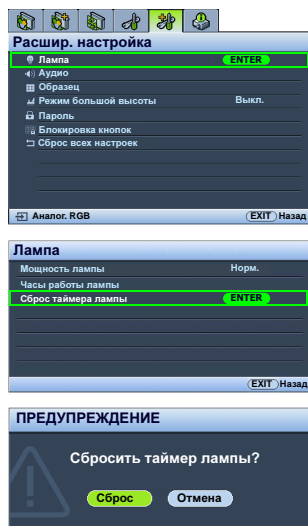 Расшир. настройка
Лампа ENTER
Аудио
Образец
Режим большой высоты Выкл.
Пароль
Блокировка кнопок
Сброс всех настроек
Аналог. RGB EXIT Назад
Лампа
Мощность лампы Норм.
Часы работы лампы
Сброс таймера лампы ENTER
EXIT Назад
ПРЕДУПРЕЖДЕНИЕ
Сбросить таймер лампы?
Сброс Отмена